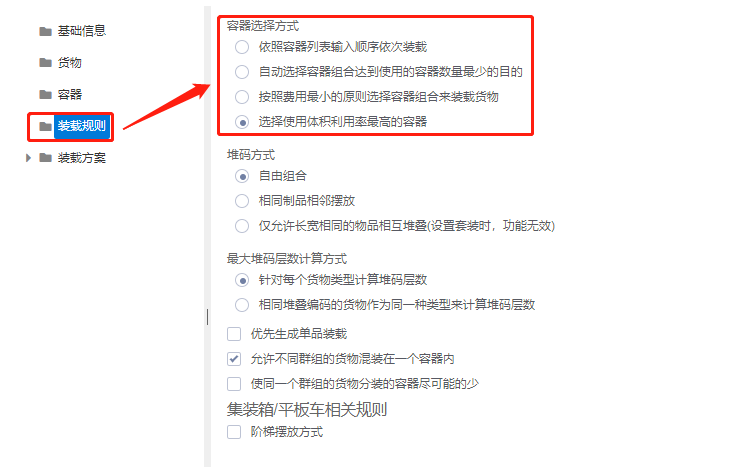 基础信息
货物
容器
装载规则
装载方案
容器选择方式
依照容器列表输入顺序依次装载
自动选择容器组合达到使用的容器数量最少的目的
按照费用最小的原则选择容器组合来装载货物
选择使用体积利用率最高的容器
堆码方式
自由组合
相同制品相邻摆放
仅允许长宽相同的物品相互堆叠(设置套装时，功能无效)
最大堆码层数计算方式
针对每个货物类型计算堆码层数
相同堆叠编码的货物作为同一种类型来计算堆码层数
优先生成单品装载
允许不同群组的货物混装在一个容器内
使同一个群组的货物分装的容器尽可能的少
集装箱/平板车相关规则
阶梯摆放方式